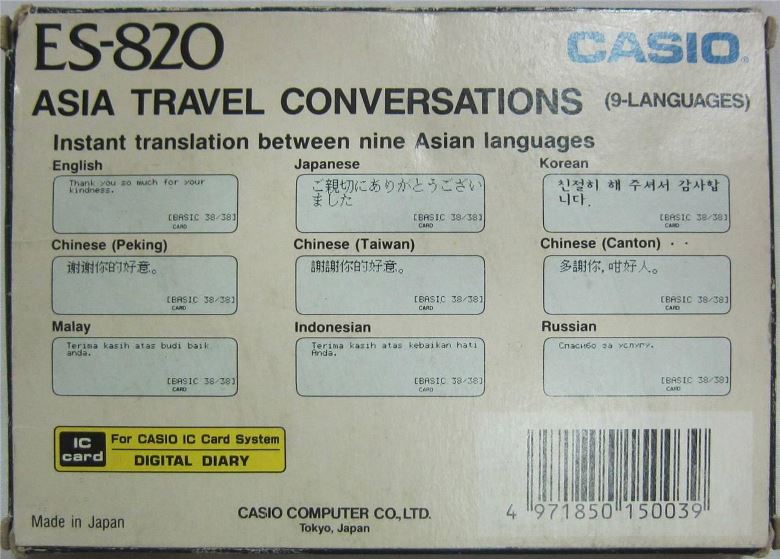 ES-820
CASIO®
ASIA TRAVEL CONVERSATIONS (9-LANGUAGES)
Instant translation between nine Asian languages
English
Thank you so much for your
kindness.
[BASIC 38/38]
CARD
Japanese
ご親切にありがとうござい
ました
[BASIC 38/38]
CARD
Korean
친절히 해 주셔서 감사합
니다.
[BASIC 38/38]
CARD
Chinese (Peking)
谢谢你的好意。
[BASIC 38/38]
CARD
Chinese (Taiwan)
謝謝你的好意。
[BASIC 38/38]
CARD
Chinese (Canton)
多謝你,咁好人。
[BASIC 38/38]
CARD
Malay
Terima kasih atas budi baik
anda.
[BASIC 38/38]
CARD
Indonesian
Terima kasih atas kebaikan hati
Anda.
[BASIC 38/38]
CARD
Russian
Спасибо за услугу.
[BASIC 38/38]
CARD
IC
card
For CASIO IC Card System
DIGITAL DIARY
Made in Japan
CASIO COMPUTER CO., LTD.
Tokyo, Japan
4 971850 150039